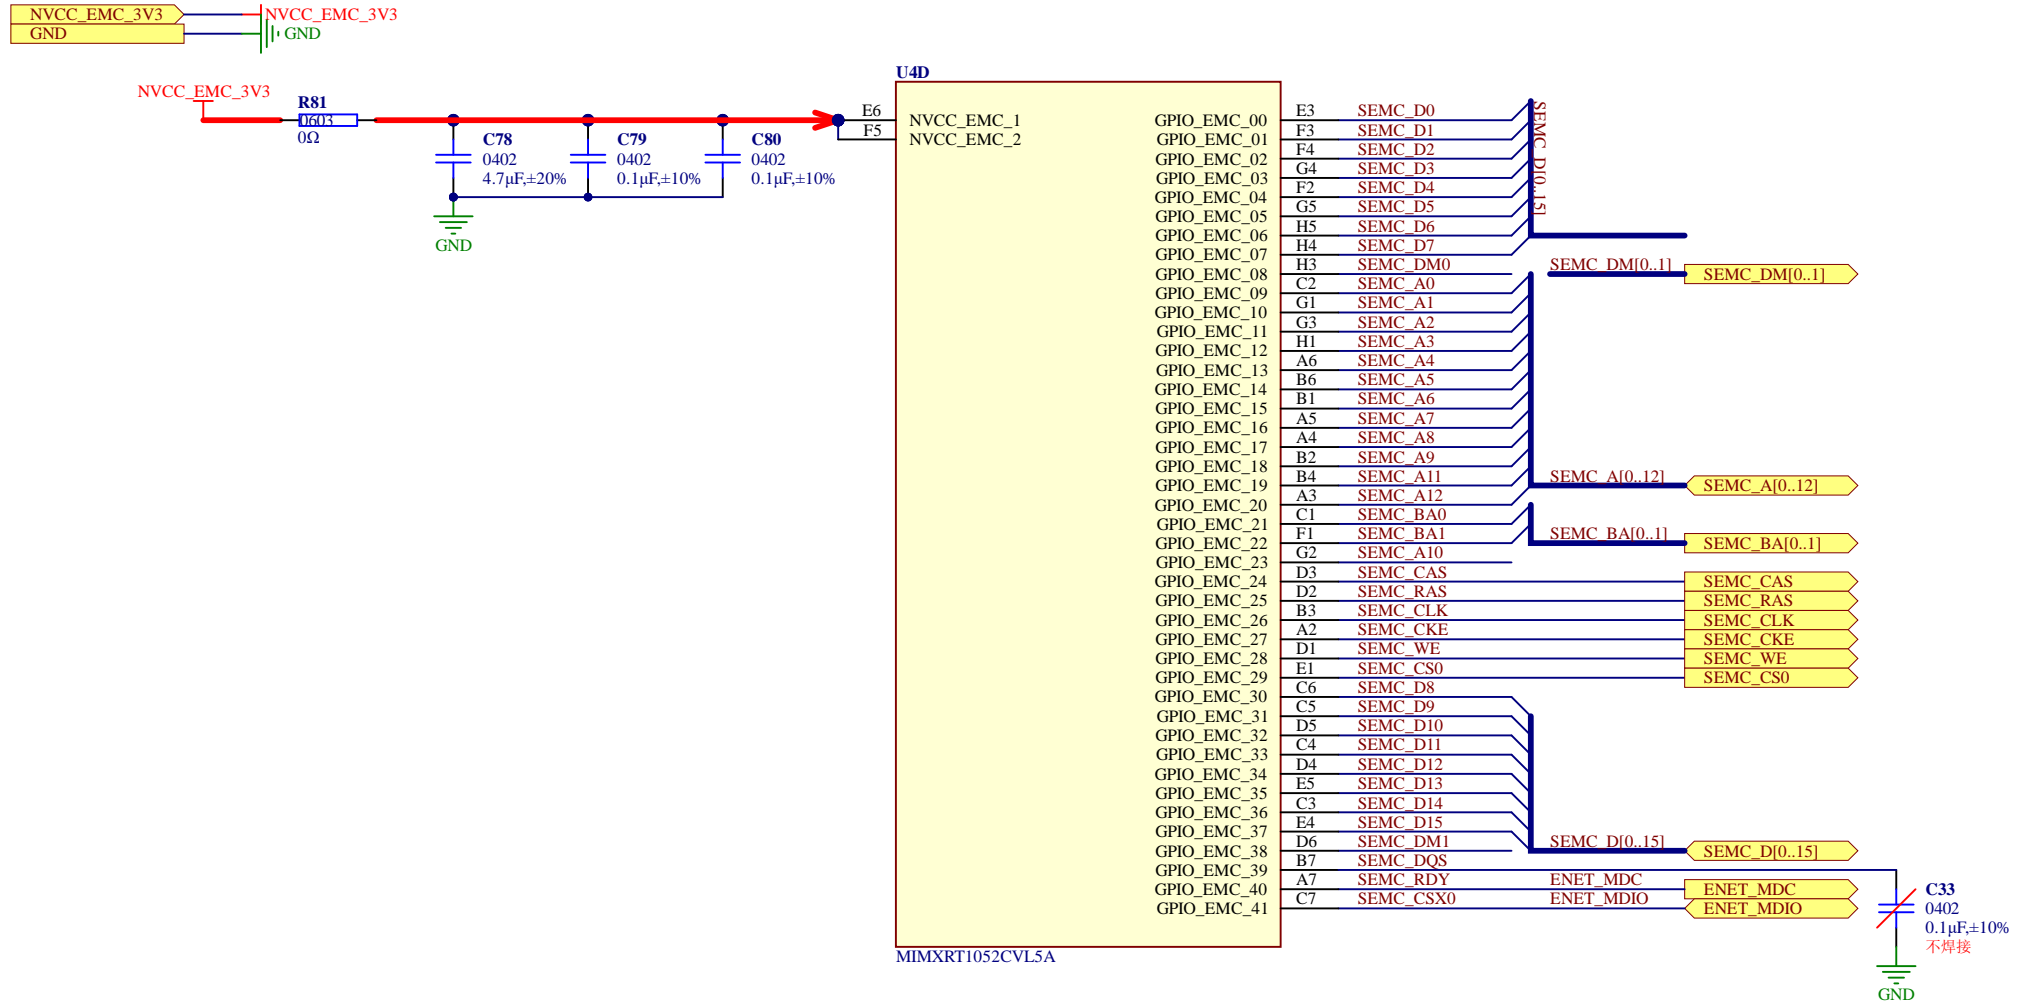 NVCC_EMC_3V3
NVCC_EMC_3V3
GND
GND
NVCC_EMC_3V3
R81
0603
0Ω
C78
0402
4.7μF,±20%
C79
0402
0.1μF,±10%
C80
0402
0.1μF,±10%
GND
U4D
E6
NVCC_EMC_1
F5
NVCC_EMC_2
GPIO_EMC_00 E3 SEMC_D0
GPIO_EMC_01 F3 SEMC_D1
GPIO_EMC_02 F4 SEMC_D2
GPIO_EMC_03 G4 SEMC_D3
GPIO_EMC_04 F2 SEMC_D4
GPIO_EMC_05 G5 SEMC_D5
GPIO_EMC_06 H5 SEMC_D6
GPIO_EMC_07 H4 SEMC_D7
SEMC_D[0..15]
GPIO_EMC_08 H3 SEMC_DM0 SEMC_DM[0..1] SEMC_DM[0..1]
GPIO_EMC_09 C2 SEMC_A0
GPIO_EMC_10 G1 SEMC_A1
GPIO_EMC_11 G3 SEMC_A2
GPIO_EMC_12 H1 SEMC_A3
GPIO_EMC_13 A6 SEMC_A4
GPIO_EMC_14 B6 SEMC_A5
GPIO_EMC_15 B1 SEMC_A6
GPIO_EMC_16 A5 SEMC_A7
GPIO_EMC_17 A4 SEMC_A8
GPIO_EMC_18 B2 SEMC_A9
GPIO_EMC_19 B4 SEMC_A11 SEMC_A[0..12] SEMC_A[0..12]
GPIO_EMC_20 A3 SEMC_A12
GPIO_EMC_21 C1 SEMC_BA0
GPIO_EMC_22 F1 SEMC_BA1 SEMC_BA[0..1] SEMC_BA[0..1]
GPIO_EMC_23 G2 SEMC_A10
GPIO_EMC_24 D3 SEMC_CAS SEMC_CAS
GPIO_EMC_25 D2 SEMC_RAS SEMC_RAS
GPIO_EMC_26 B3 SEMC_CLK SEMC_CLK
GPIO_EMC_27 A2 SEMC_CKE SEMC_CKE
GPIO_EMC_28 D1 SEMC_WE SEMC_WE
GPIO_EMC_29 E1 SEMC_CS0 SEMC_CS0
GPIO_EMC_30 C6 SEMC_D8
GPIO_EMC_31 C5 SEMC_D9
GPIO_EMC_32 D5 SEMC_D10
GPIO_EMC_33 C4 SEMC_D11
GPIO_EMC_34 D4 SEMC_D12
GPIO_EMC_35 E5 SEMC_D13
GPIO_EMC_36 C3 SEMC_D14
GPIO_EMC_37 E4 SEMC_D15
GPIO_EMC_38 D6 SEMC_DM1 SEMC_D[0..15] SEMC_D[0..15]
GPIO_EMC_39 B7 SEMC_DQS
GPIO_EMC_40 A7 SEMC_RDY ENET_MDC ENET_MDC
GPIO_EMC_41 C7 SEMC_CSX0 ENET_MDIO ENET_MDIO
MIMXRT1052CVL5A
C33
0402
0.1μF,±10%
不焊接
GND